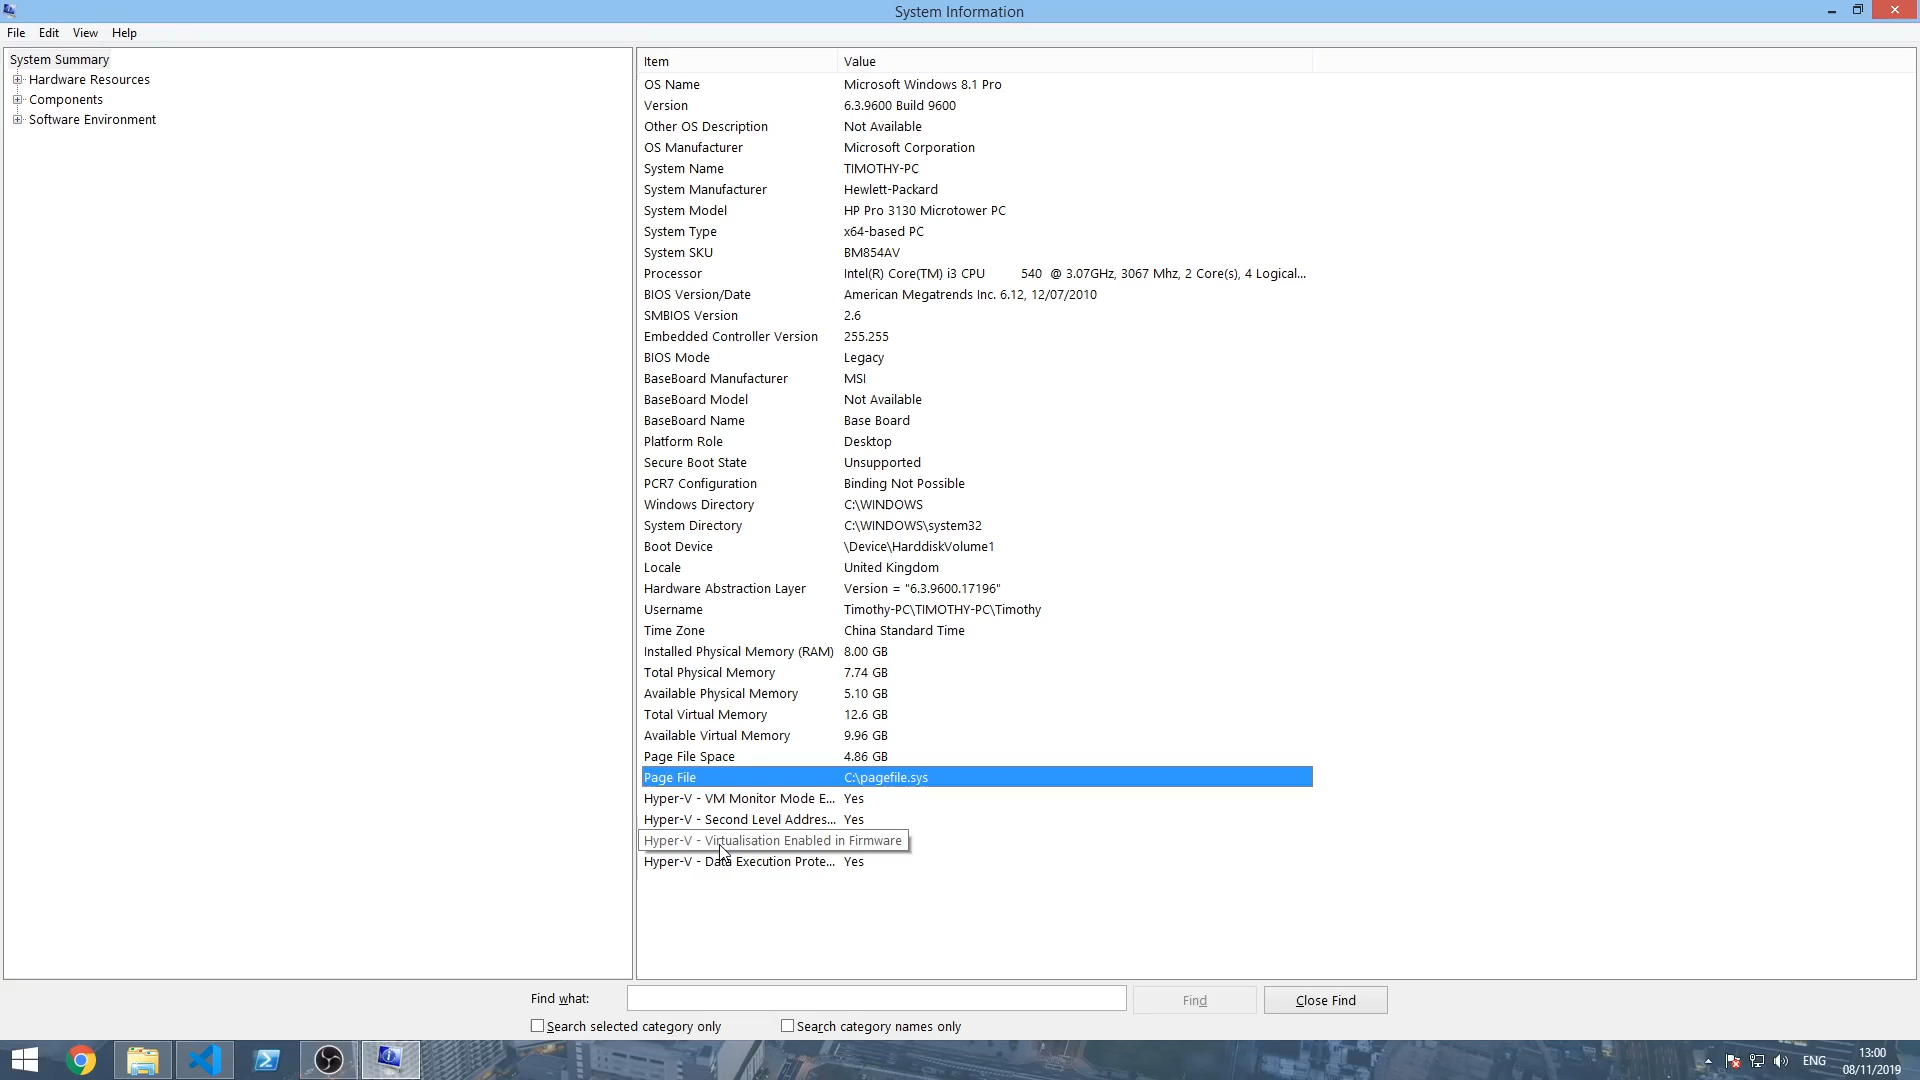 System Information
File Edit View Help
System Summary
Hardware Resources
Components
Software Environment
Item Value
OS Name Microsoft Windows 8.1 Pro
Version 6.3.9600 Build 9600
Other OS Description Not Available
OS Manufacturer Microsoft Corporation
System Name TIMOTHY-PC
System Manufacturer Hewlett-Packard
System Model HP Pro 3130 Microtower PC
System Type x64-based PC
System SKU BM854AV
Processor Intel(R) Core(TM) i3 CPU 540 @ 3.07GHz, 3067 Mhz, 2 Core(s), 4 Logical...
BIOS Version/Date American Megatrends Inc. 6.12, 12/07/2010
SMBIOS Version 2.6
Embedded Controller Version 255.255
BIOS Mode Legacy
BaseBoard Manufacturer MSI
BaseBoard Model Not Available
BaseBoard Name Base Board
Platform Role Desktop
Secure Boot State Unsupported
PCR7 Configuration Binding Not Possible
Windows Directory C:\WINDOWS
System Directory C:\WINDOWS\system32
Boot Device \Device\HarddiskVolume1
Locale United Kingdom
Hardware Abstraction Layer Version = "6.3.9600.17196"
Username Timothy-PC\TIMOTHY-PC\Timothy
Time Zone China Standard Time
Installed Physical Memory (RAM) 8.00 GB
Total Physical Memory 7.74 GB
Available Physical Memory 5.10 GB
Total Virtual Memory 12.6 GB
Available Virtual Memory 9.96 GB
Page File Space 4.86 GB
Page File C:\pagefile.sys
Hyper-V - VM Monitor Mode E... Yes
Hyper-V - Second Level Addres... Yes
Hyper-V - Virtualisation Enabled in Firmware
Hyper-V - Data Execution Prote... Yes
Find what: Find Close Find
Search selected category only Search category names only
ENG 13:00
08/11/2019